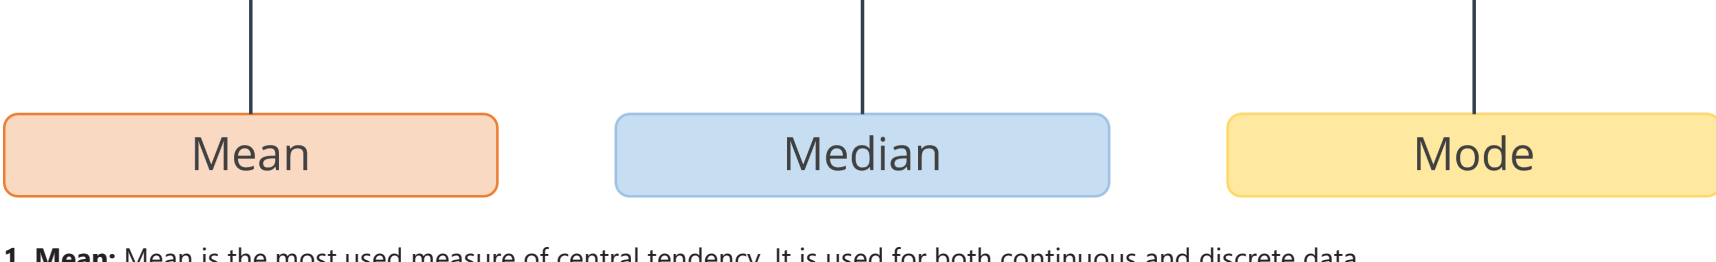 Mean Median Mode
1. Mean: Mean is the most used measure of central tendency. It is used for both continuous and discrete data.